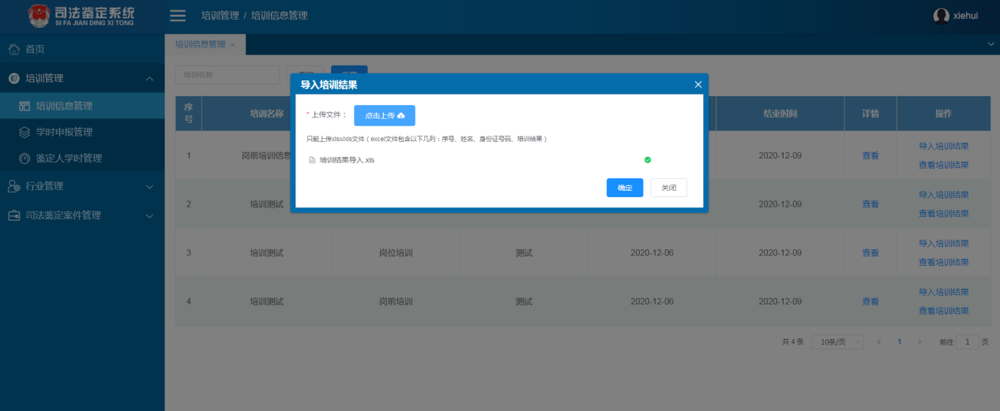 司法鉴定系统
SI FA JIAN DING XI TONG
培训管理 / 培训信息管理
xiehui
首页
培训管理
培训信息管理
学时申报管理
鉴定人学时管理
行业管理
司法鉴定案件管理
培训信息管理 ×
培训名称
导入培训结果
* 上传文件： 点击上传
只能上传xlsx/xls文件（excel文件包含以下几列：序号、姓名、身份证号码、培训结果）
培训结果导入.xls
确定 关闭
序号 培训名称 结束时间 详情 操作
1 岗前培训信息 2020-12-09 查看 导入培训结果
查看培训结果
2 培训测试 2020-12-09 查看 导入培训结果
查看培训结果
3 培训测试 岗位培训 测试 2020-12-06 2020-12-09 查看 导入培训结果
查看培训结果
4 培训测试 岗前培训 测试 2020-12-06 2020-12-09 查看 导入培训结果
查看培训结果
共 4 条 10条/页 < 1 > 前往 1 页